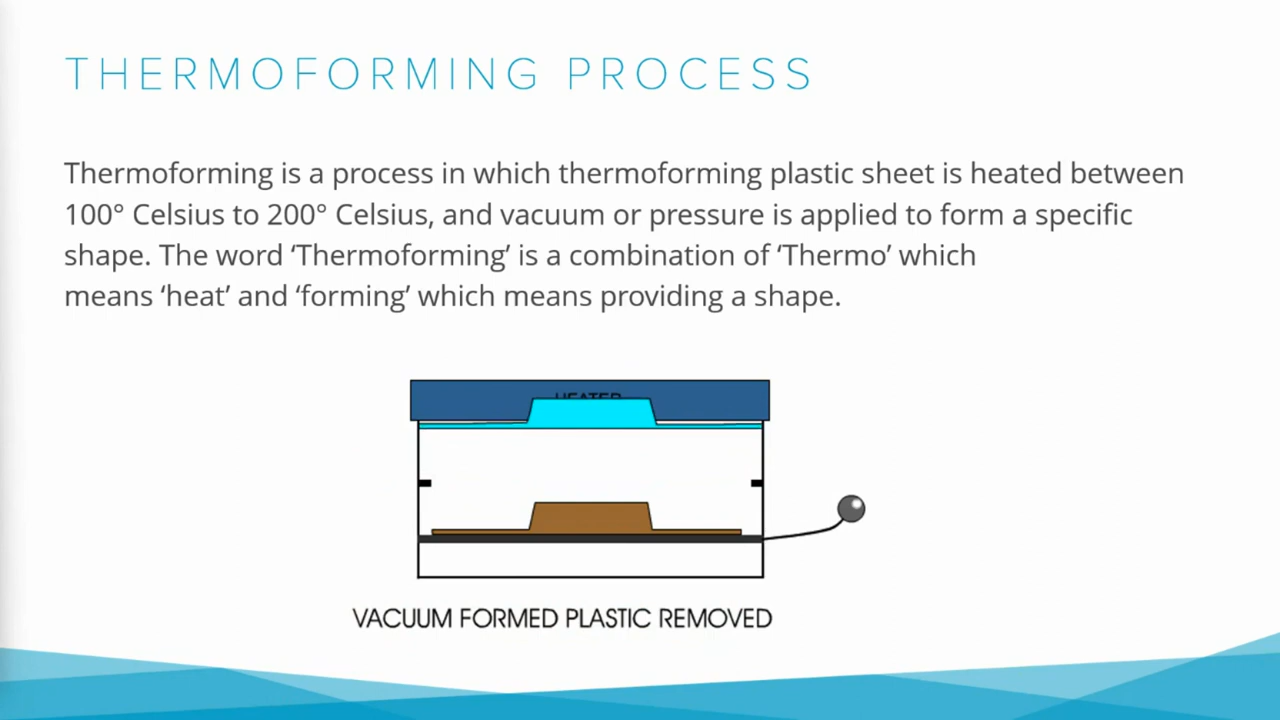 THERMOFORMING PROCESS
Thermoforming is a process in which thermoforming plastic sheet is heated between
100° Celsius to 200° Celsius, and vacuum or pressure is applied to form a specific
shape. The word ‘Thermoforming’ is a combination of ‘Thermo’ which
means ‘heat’ and ‘forming’ which means providing a shape.
HEATER
VACUUM FORMED PLASTIC REMOVED